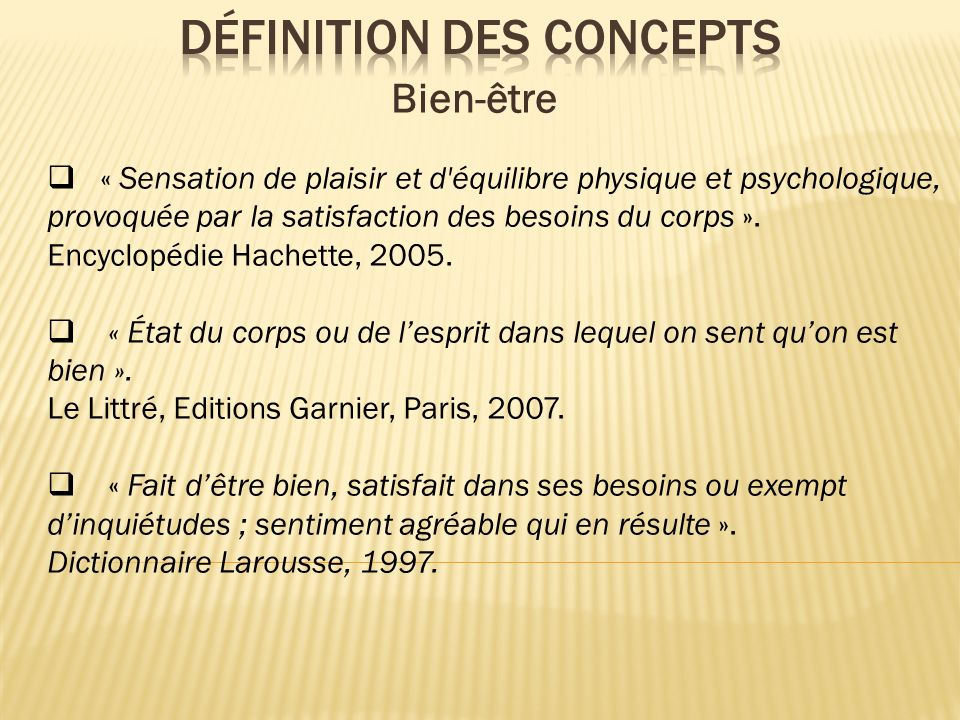 DÉFINITION DES CONCEPTS
Bien-être
❑ « Sensation de plaisir et d'équilibre physique et psychologique,
provoquée par la satisfaction des besoins du corps ».
Encyclopédie Hachette, 2005.
❑ « État du corps ou de l’esprit dans lequel on sent qu’on est
bien ».
Le Littré, Editions Garnier, Paris, 2007.
❑ « Fait d’être bien, satisfait dans ses besoins ou exempt
d’inquiétudes ; sentiment agréable qui en résulte ».
Dictionnaire Larousse, 1997.